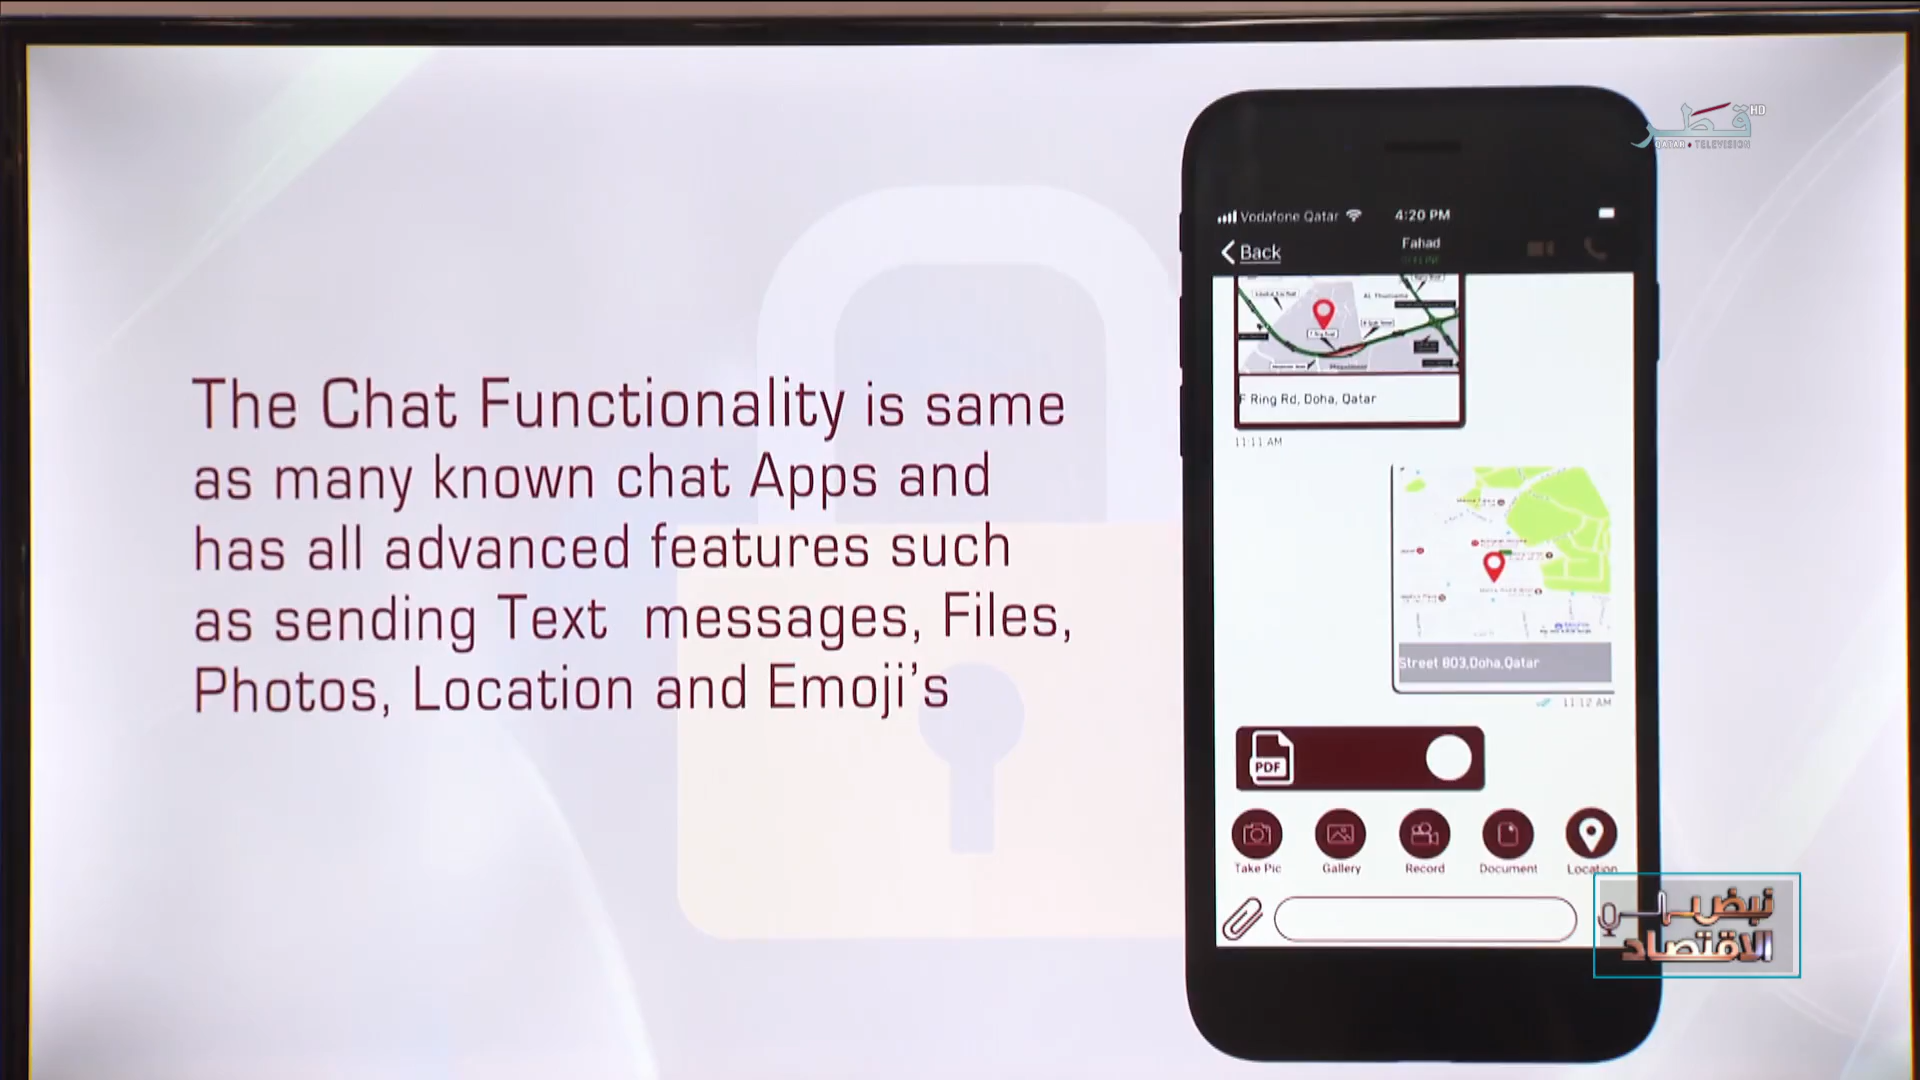 The Chat Functionality is same
as many known chat Apps and
has all advanced features such
as sending Text messages, Files,
Photos, Location and Emoji's
قطر HD
QATAR TELEVISION
Vodafone Qatar
4:20 PM
Back
Fahad
F Ring Rd, Doha, Qatar
11:11 AM
Street 803,Doha,Qatar
11:12 AM
PDF
Take Pic
Gallery
Record
Document
Location
نبض
الاقتصاد